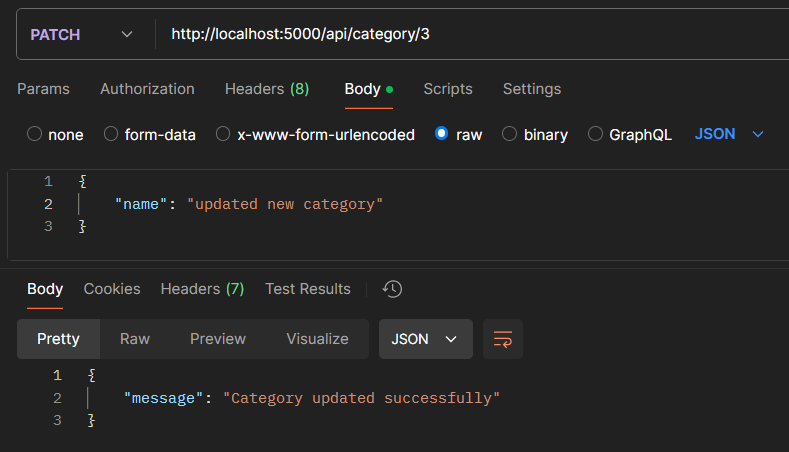 PATCH http://localhost:5000/api/category/3
Params Authorization Headers (8) Body Scripts Settings
none form-data x-www-form-urlencoded raw binary GraphQL JSON
1 {
2 "name": "updated new category"
3 }
Body Cookies Headers (7) Test Results
Pretty Raw Preview Visualize JSON
1 {
2 "message": "Category updated successfully"
3 }